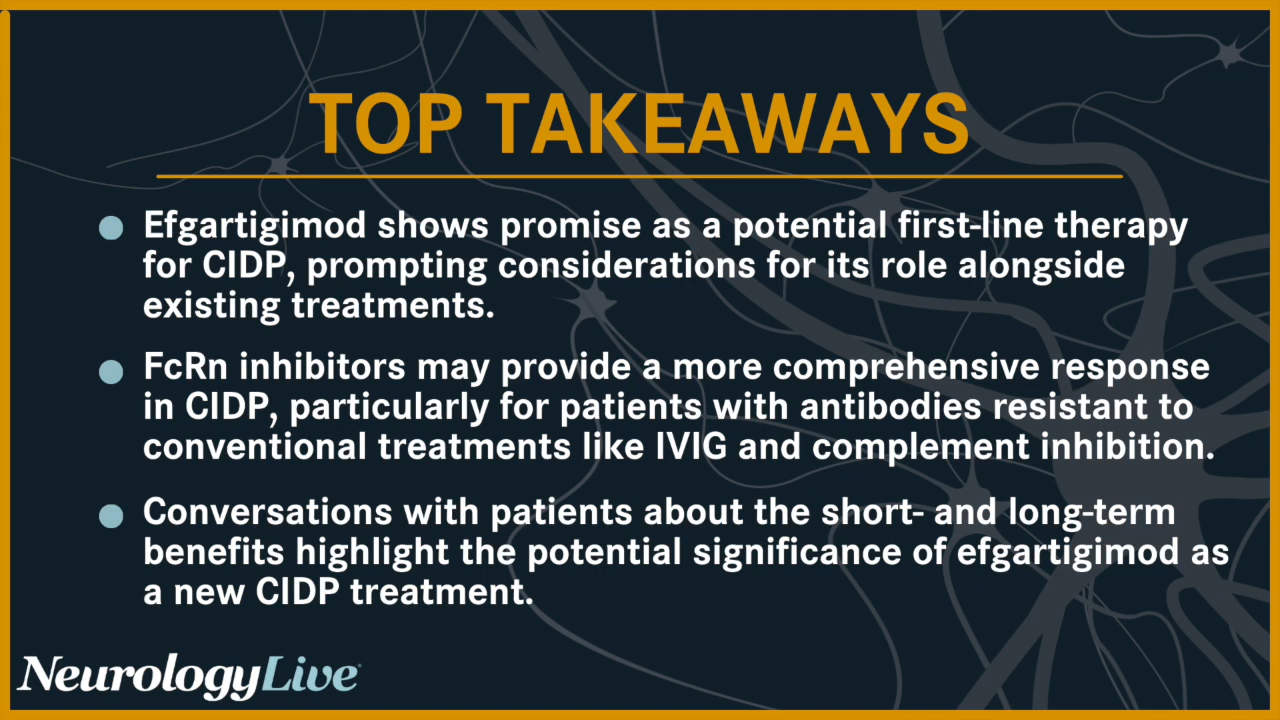 TOP TAKEAWAYS
Efgartigimod shows promise as a potential first-line therapy
for CIDP, prompting considerations for its role alongside
existing treatments.
FcRn inhibitors may provide a more comprehensive response
in CIDP, particularly for patients with antibodies resistant to
conventional treatments like IVIG and complement inhibition.
Conversations with patients about the short- and long-term
benefits highlight the potential significance of efgartigimod as
a new CIDP treatment.
NeurologyLive